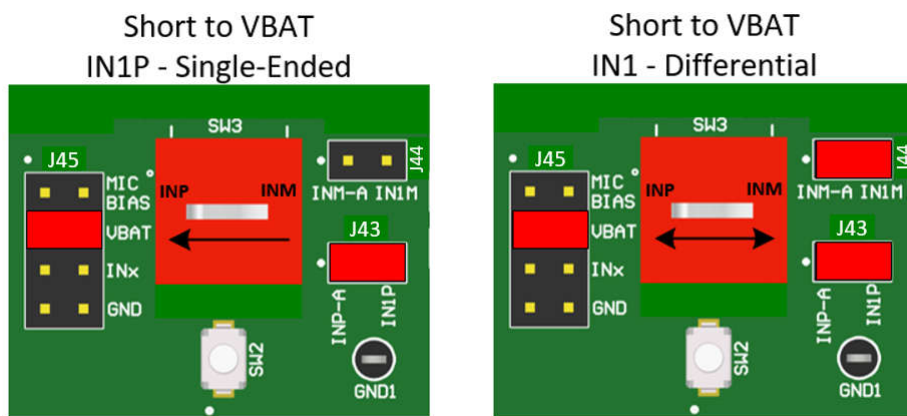 Short to VBAT
IN1P - Single-Ended
SW3
J45
J44
MIC
BIAS
INP
INM
INM-A IN1M
VBAT
J43
INx
GND
INP-A
IN1P
SW2
GND1
Short to VBAT
IN1 - Differential
SW3
J45
J44
MIC
BIAS
INP
INM
INM-A IN1M
VBAT
J43
INx
GND
INP-A
IN1P
SW2
GND1